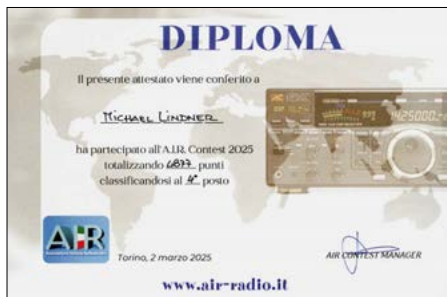 DIPLOMA
Il presente attestato viene conferito a
MICHAEL LINDNER
ha partecipato all'A.I.R. Contest 2025
totalizzando 4877 punti
classificandosi al 4° posto
AIR
Torino, 2 marzo 2025
AIR CONTEST MANAGER
www.air-radio.it